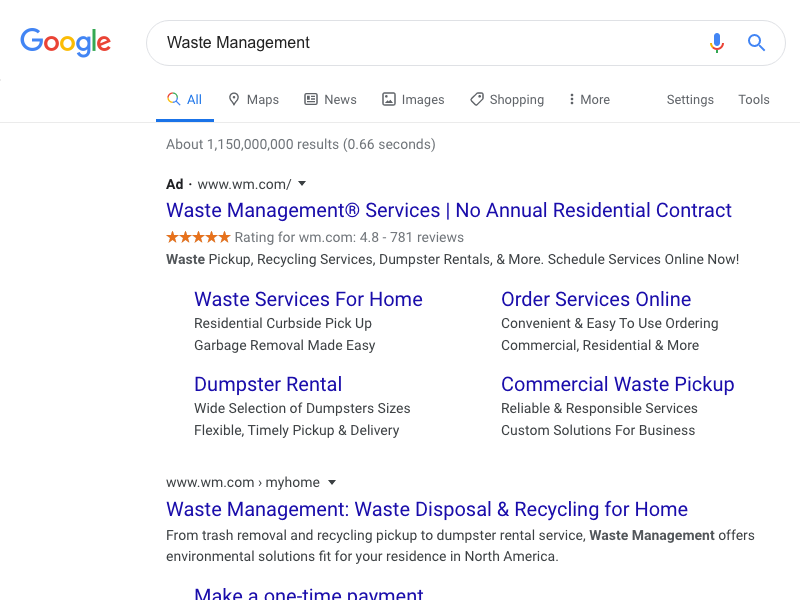 Google
Waste Management
All Maps News Images Shopping More Settings Tools
About 1,150,000,000 results (0.66 seconds)
Ad · www.wm.com/
Waste Management® Services | No Annual Residential Contract
Rating for wm.com: 4.8 - 781 reviews
Waste Pickup, Recycling Services, Dumpster Rentals, & More. Schedule Services Online Now!
Waste Services For Home
Residential Curbside Pick Up
Garbage Removal Made Easy
Order Services Online
Convenient & Easy To Use Ordering
Commercial, Residential & More
Dumpster Rental
Wide Selection of Dumpsters Sizes
Flexible, Timely Pickup & Delivery
Commercial Waste Pickup
Reliable & Responsible Services
Custom Solutions For Business
www.wm.com › myhome
Waste Management: Waste Disposal & Recycling for Home
From trash removal and recycling pickup to dumpster rental service, Waste Management offers
environmental solutions fit for your residence in North America.
Make a one-time payment